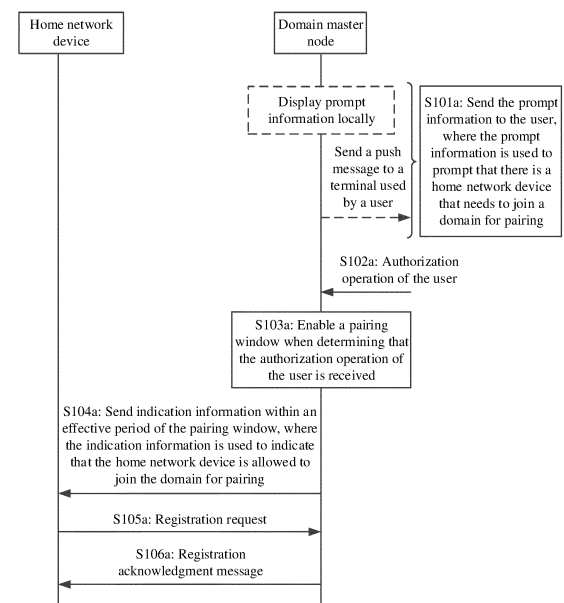 Home network
device
Domain master
node
Display prompt
information locally
Send a push
message to a
terminal used
by a user
S101a: Send the prompt
information to the user,
where the prompt
information is used to
prompt that there is a
home network device
that needs to join a
domain for pairing
S102a: Authorization
operation of the user
S103a: Enable a pairing
window when determining that
the authorization operation of
the user is received
S104a: Send indication information within an
effective period of the pairing window, where
the indication information is used to indicate
that the home network device is allowed to
join the domain for pairing
S105a: Registration request
S106a: Registration
acknowledgment message